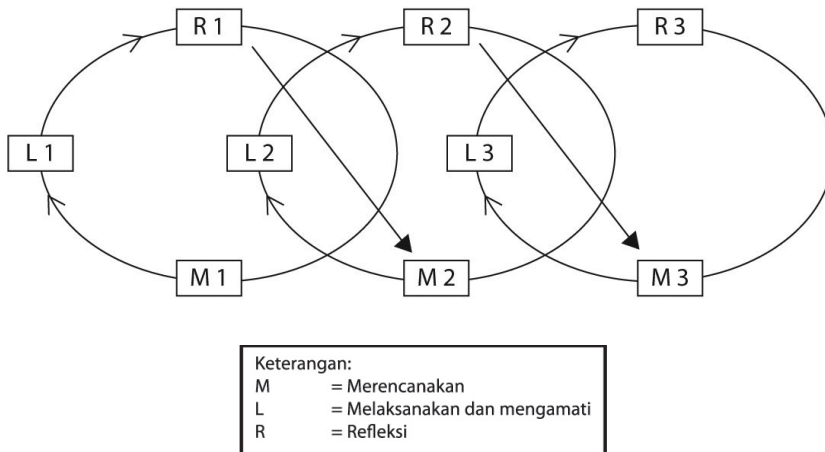 R 1 R 2 R 3
L 1 L 2 L 3
M 1 M 2 M 3
Keterangan:
M = Merencanakan
L = Melaksanakan dan mengamati
R = Refleksi